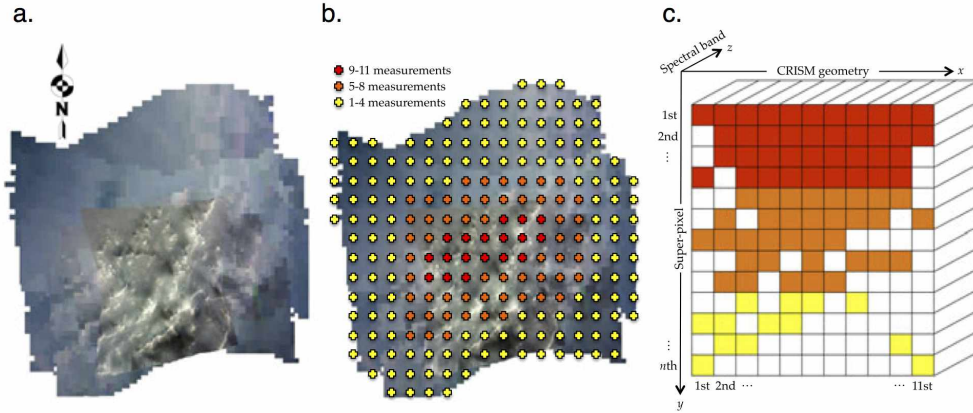 a.
N
b.
9-11 measurements
5-8 measurements
1-4 measurements
c.
Spectral band
z
CRISM geometry
x
1st
2nd
...
Super-pixel
...
nth
y
1st 2nd ... ... 11st